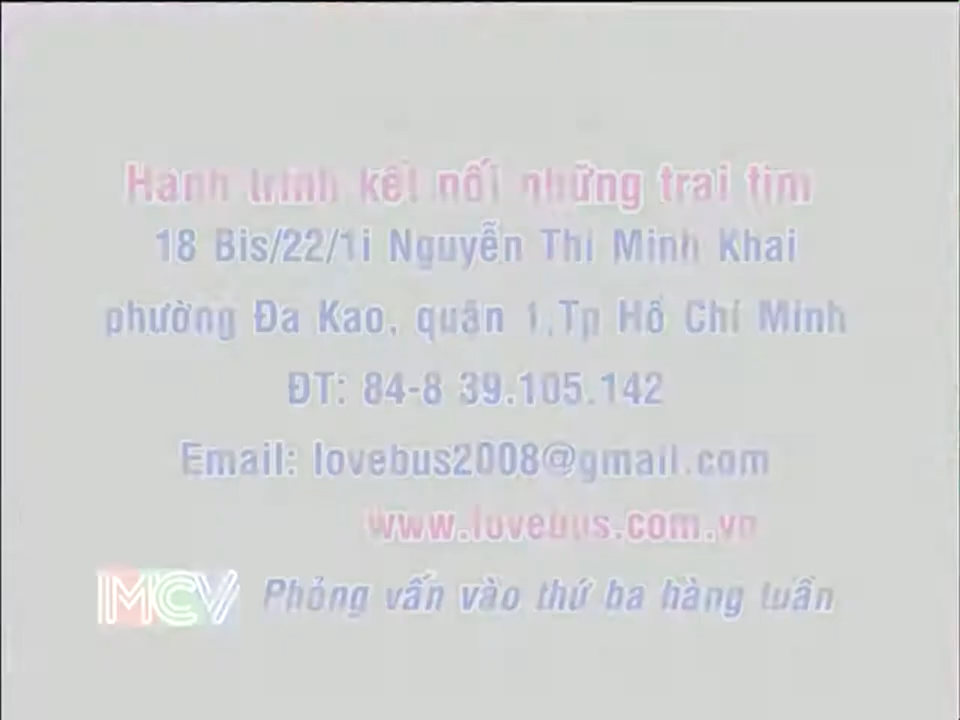 Hành trình kết nối những trái tim
18 Bis/22/1i Nguyễn Thị Minh Khai
phường Đa Kao, quận 1,Tp Hồ Chí Minh
ĐT: 84-8 39.105.142
Email: lovebus2008@gmail.com
www.lovebus.com.vn
MCV Phỏng vấn vào thứ ba hàng tuần